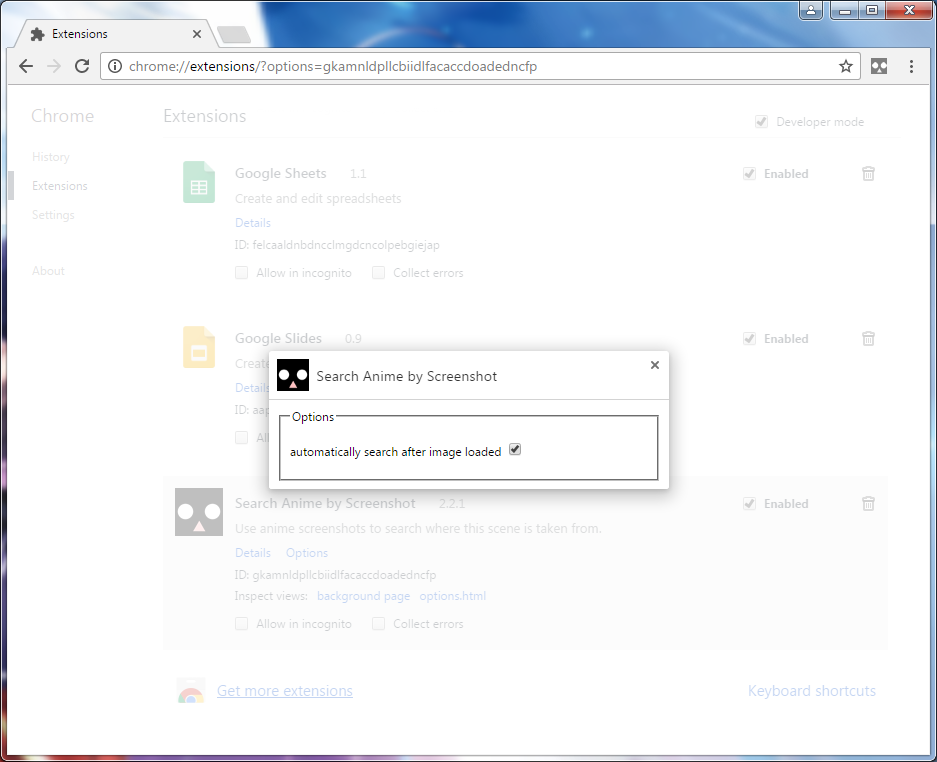 Extensions
chrome://extensions/?options=gkamnldpllcbiidlfacaccdoadedncfp
Chrome
Extensions
Developer mode
History
Extensions
Settings
About
Google Sheets 1.1
Enabled
Create and edit spreadsheets
Details
ID: felcaaldnbdncclmgdcncolpebgiejap
Allow in incognito
Collect errors
Google Slides 0.9
Enabled
Create
Details
ID: aap
Al
Search Anime by Screenshot
Options
automatically search after image loaded
Search Anime by Screenshot 2.2.1
Enabled
Use anime screenshots to search where this scene is taken from.
Details Options
ID: gkamnldpllcbiidlfacaccdoadedncfp
Inspect views: background page options.html
Allow in incognito
Collect errors
Get more extensions
Keyboard shortcuts